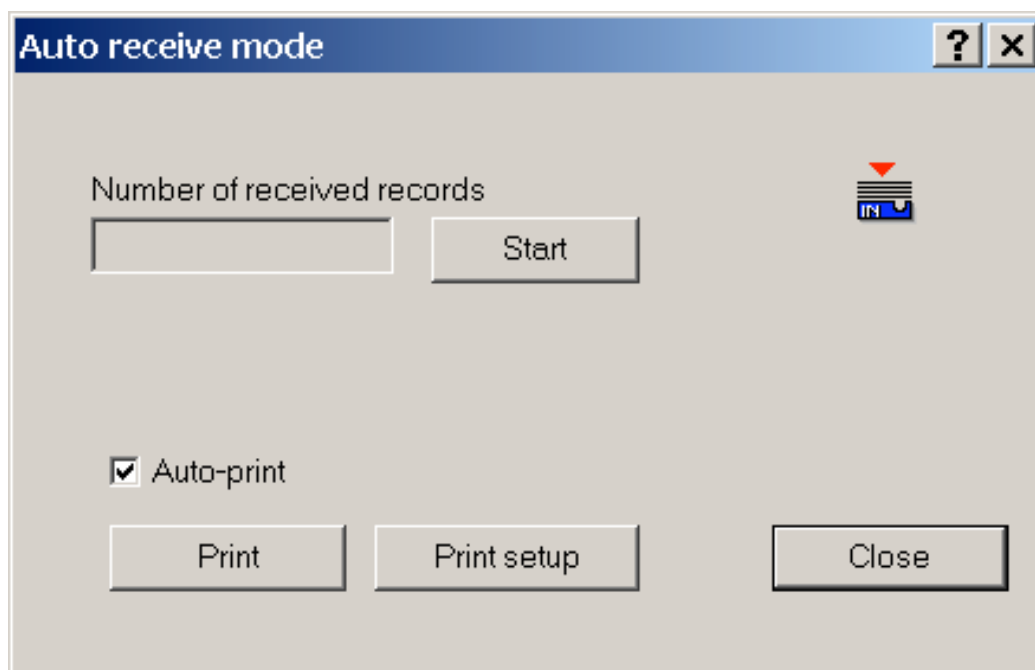 Auto receive mode
Number of received records
Start
IN
Auto-print
Print
Print setup
Close